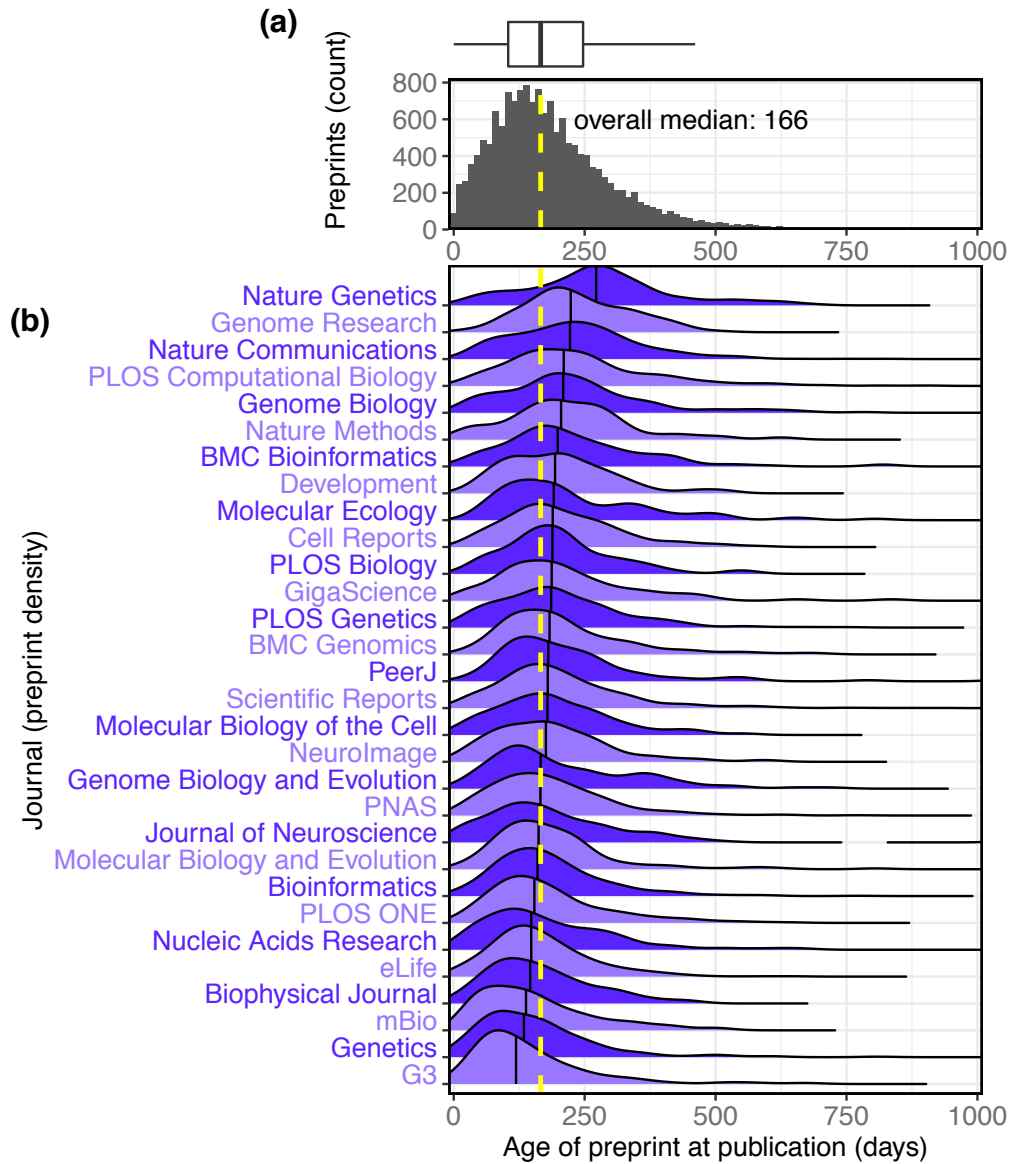 (a)
Preprints (count)
800
600
400
200
0
overall median: 166
0 250 500 750 1000
(b)
Journal (preprint density)
Nature Genetics
Genome Research
Nature Communications
PLOS Computational Biology
Genome Biology
Nature Methods
BMC Bioinformatics
Development
Molecular Ecology
Cell Reports
PLOS Biology
GigaScience
PLOS Genetics
BMC Genomics
PeerJ
Scientific Reports
Molecular Biology of the Cell
NeuroImage
Genome Biology and Evolution
PNAS
Journal of Neuroscience
Molecular Biology and Evolution
Bioinformatics
PLOS ONE
Nucleic Acids Research
eLife
Biophysical Journal
mBio
Genetics
G3
0 250 500 750 1000
Age of preprint at publication (days)